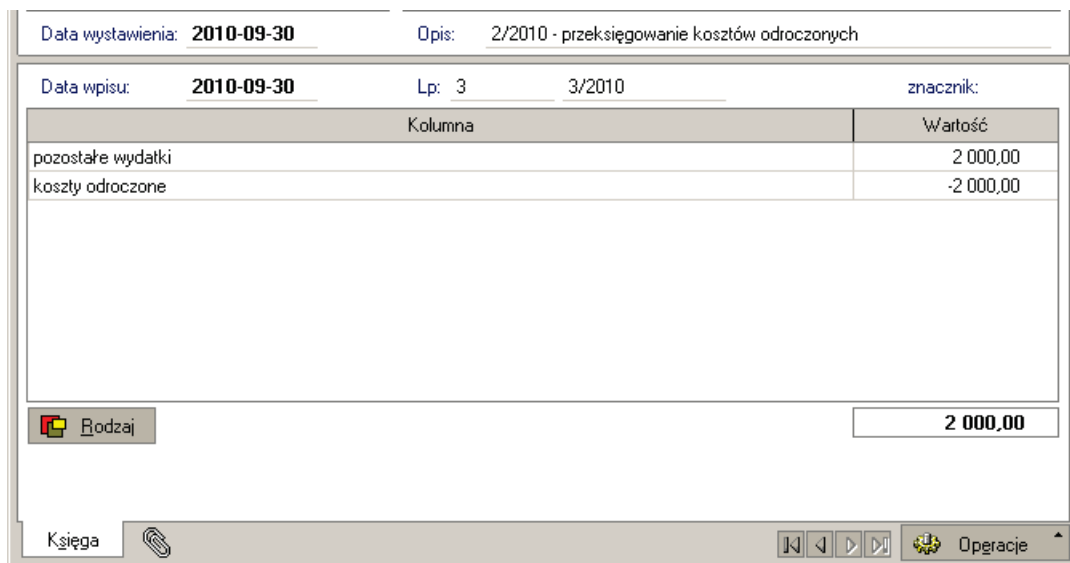 Data wystawienia: 2010-09-30 Opis: 2/2010 - przeksięgowanie kosztów odroczonych
Data wpisu: 2010-09-30 Lp: 3 3/2010 znacznik:
Kolumna Wartość
pozostałe wydatki 2 000,00
koszty odroczone -2 000,00
Rodzaj 2 000,00
Księga Operacje